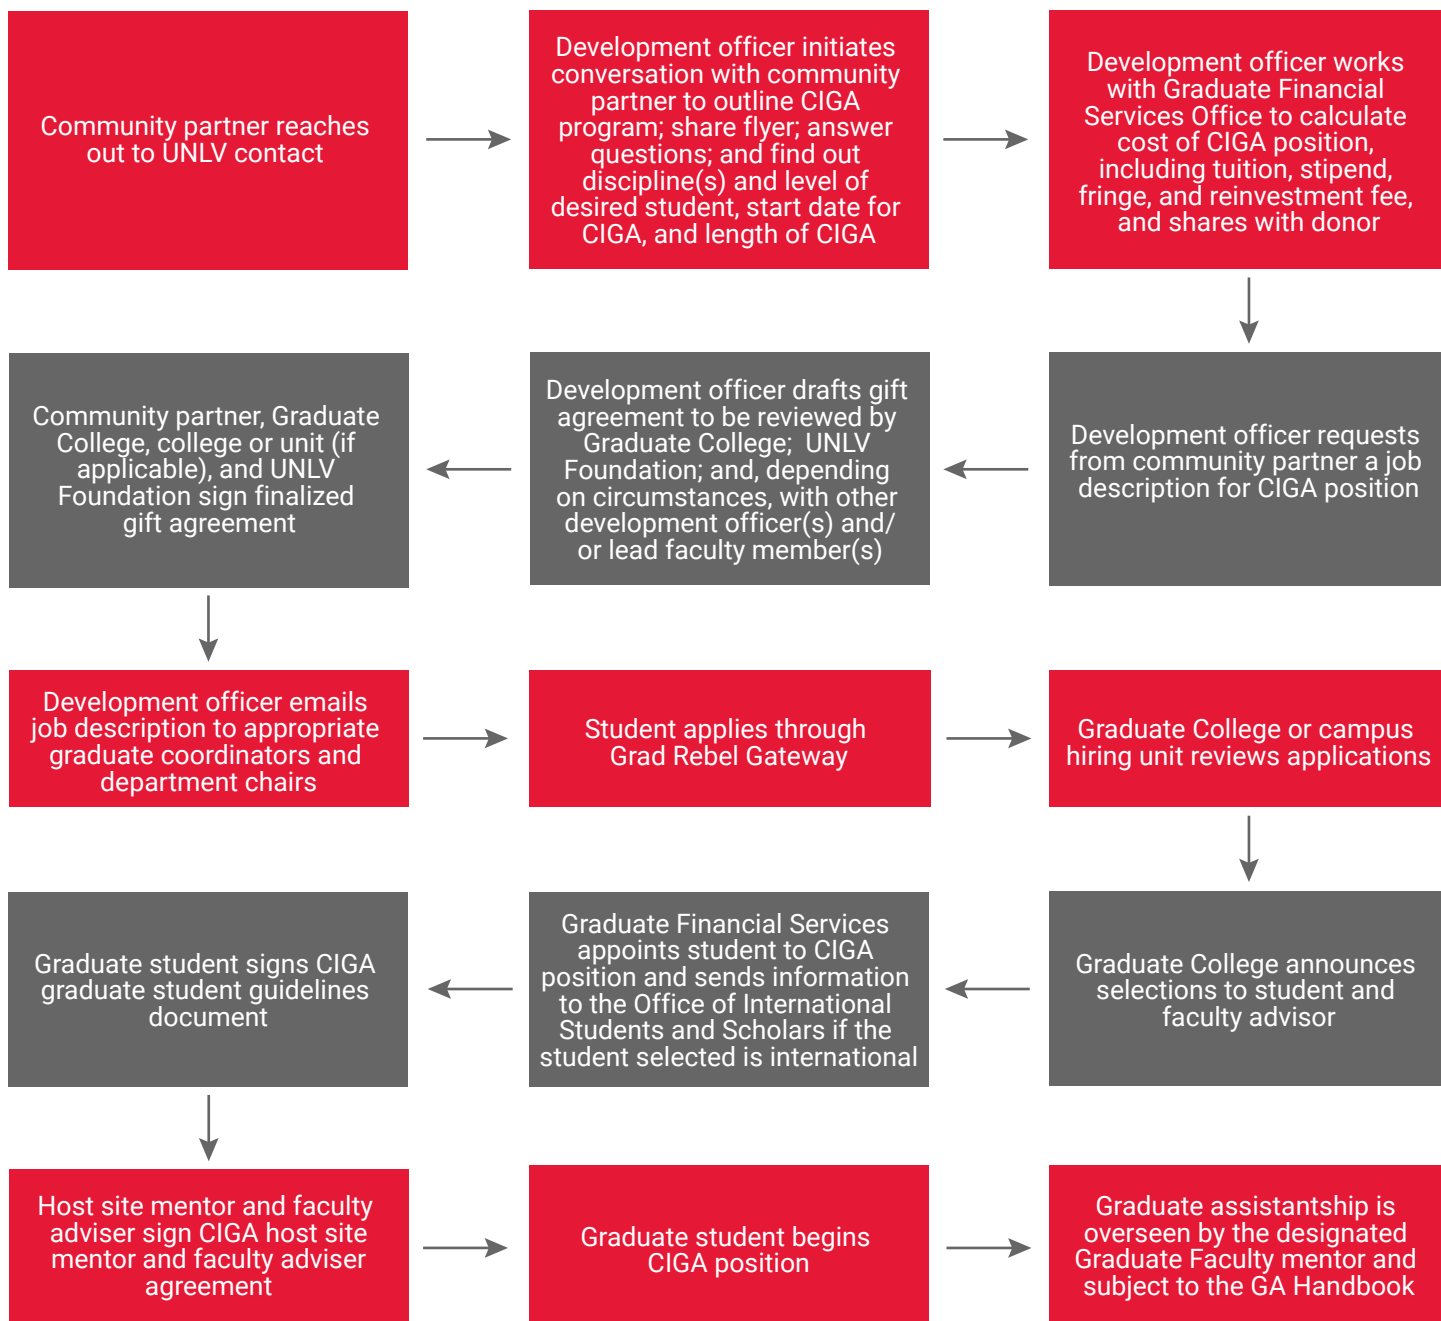 Community partner reaches
out to UNLV contact
Development officer initiates
conversation with community
partner to outline CIGA
program; share flyer; answer
questions; and find out
discipline(s) and level of
desired student, start date for
CIGA, and length of CIGA
Development officer works
with Graduate Financial
Services Office to calculate
cost of CIGA position,
including tuition, stipend,
fringe, and reinvestment fee,
and shares with donor
Development officer requests
from community partner a job
description for CIGA position
Development officer drafts gift
agreement to be reviewed by
Graduate College; UNLV
Foundation; and, depending
on circumstances, with other
development officer(s) and/
or lead faculty member(s)
Community partner, Graduate
College, college or unit (if
applicable), and UNLV
Foundation sign finalized
gift agreement
Development officer emails
job description to appropriate
graduate coordinators and
department chairs
Student applies through
Grad Rebel Gateway
Graduate College or campus
hiring unit reviews applications
Graduate College announces
selections to student and
faculty advisor
Graduate Financial Services
appoints student to CIGA
position and sends information
to the Office of International
Students and Scholars if the
student selected is international
Graduate student signs CIGA
graduate student guidelines
document
Host site mentor and faculty
adviser sign CIGA host site
mentor and faculty adviser
agreement
Graduate student begins
CIGA position
Graduate assistantship is
overseen by the designated
Graduate Faculty mentor and
subject to the GA Handbook